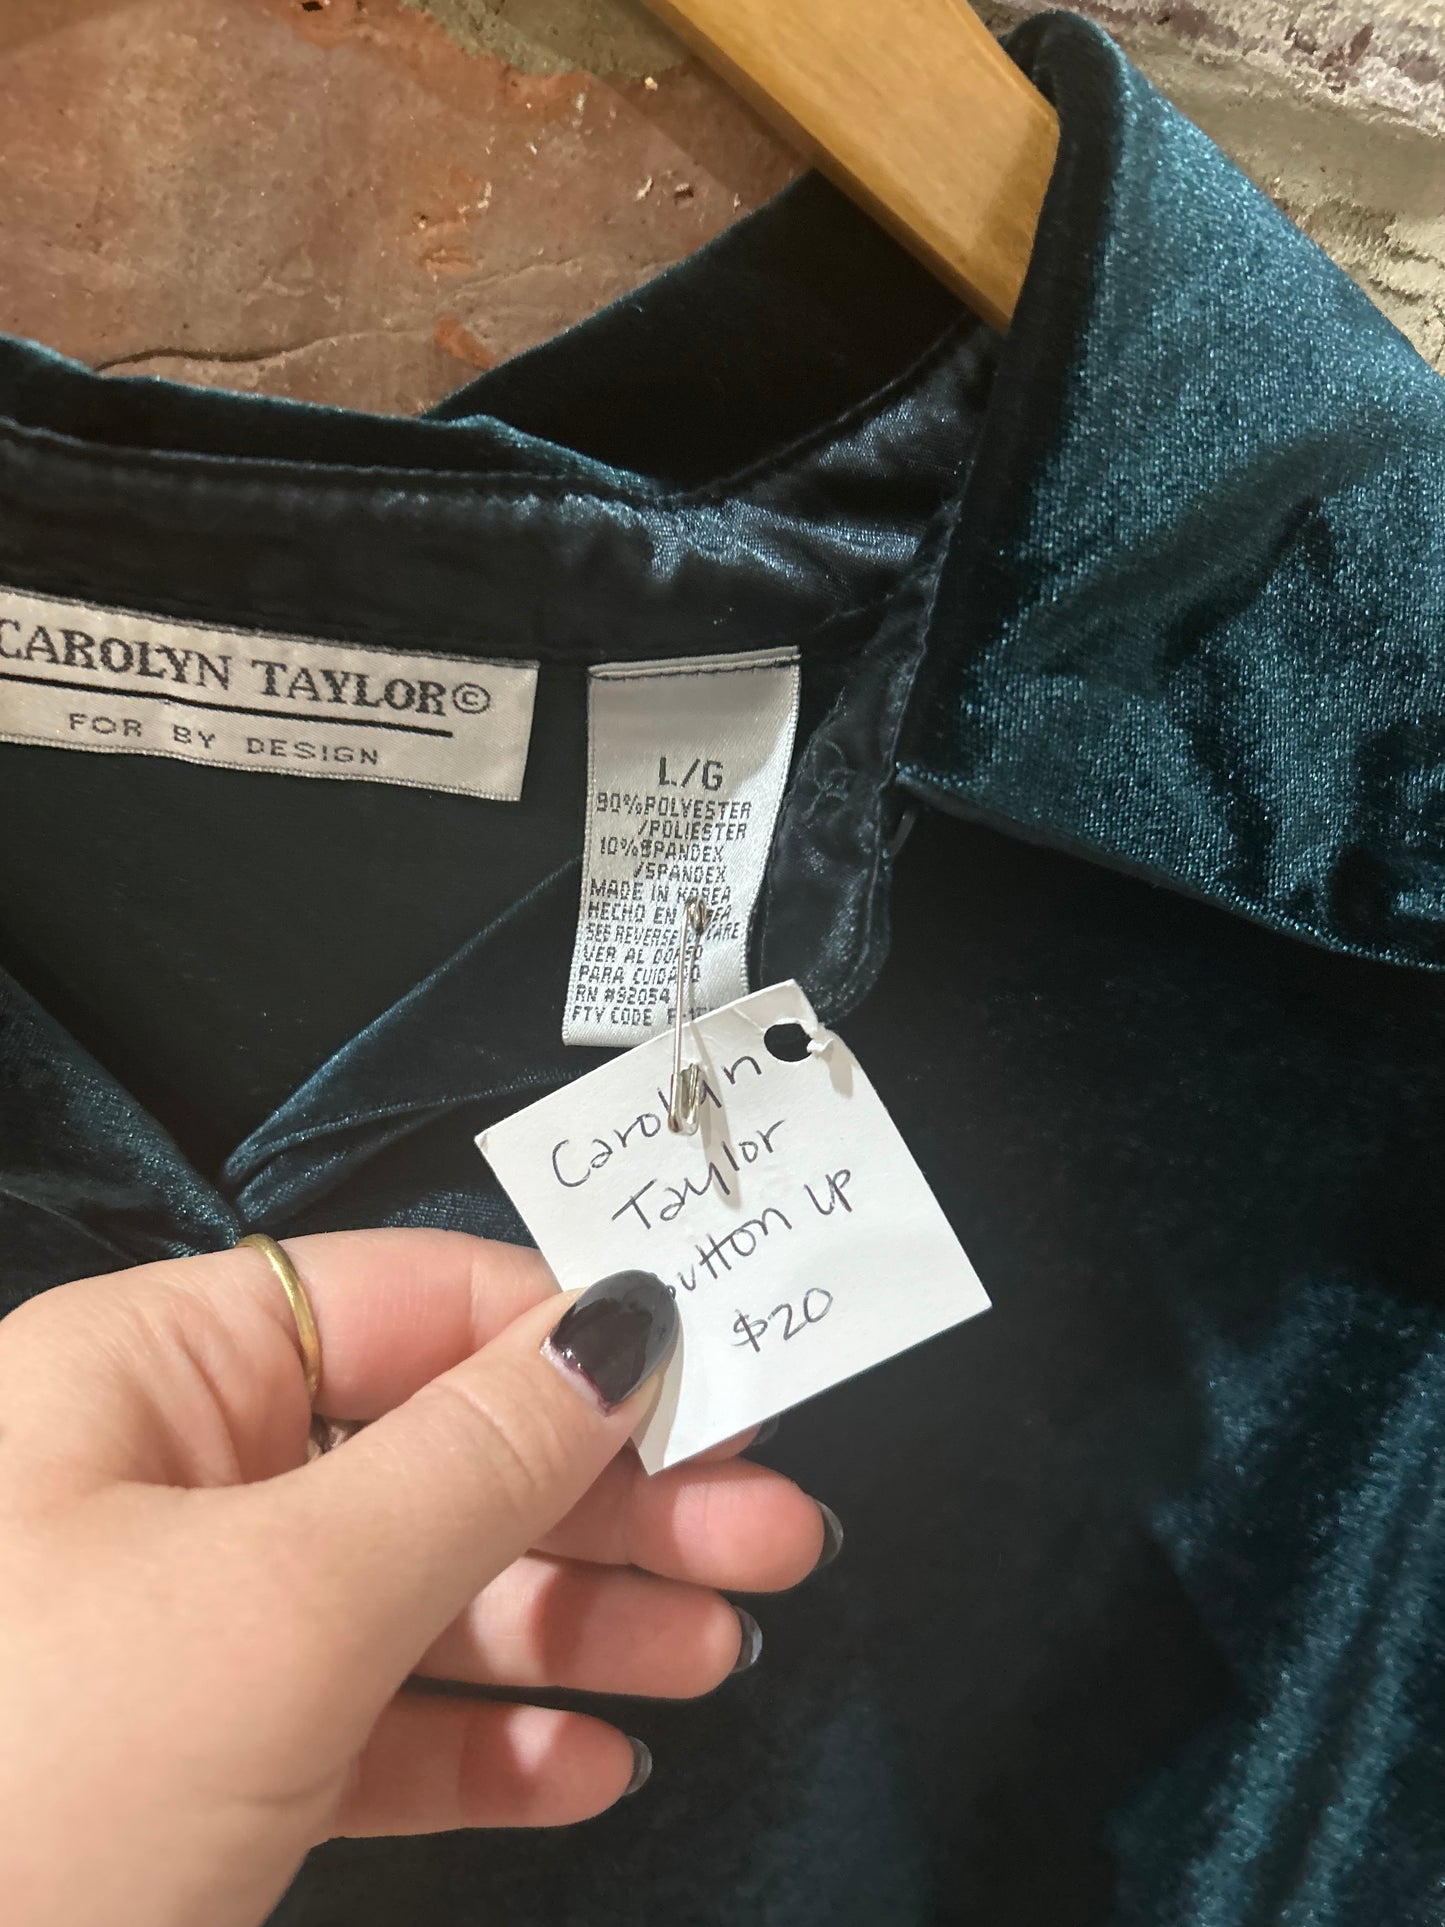 CAROLYN TAYLOR©
FOR BY DESIGN
L/G
90%POLYESTER
/POLIESTER
10%SPANDEX
/SPANDEX
MADE IN KOREA
HECHO EN
SEE REVERSE CARE
VER AL DORSO
PARA CUIDADO
RN #92054
FTY CODE
Carolyn
Taylor
button up
$20